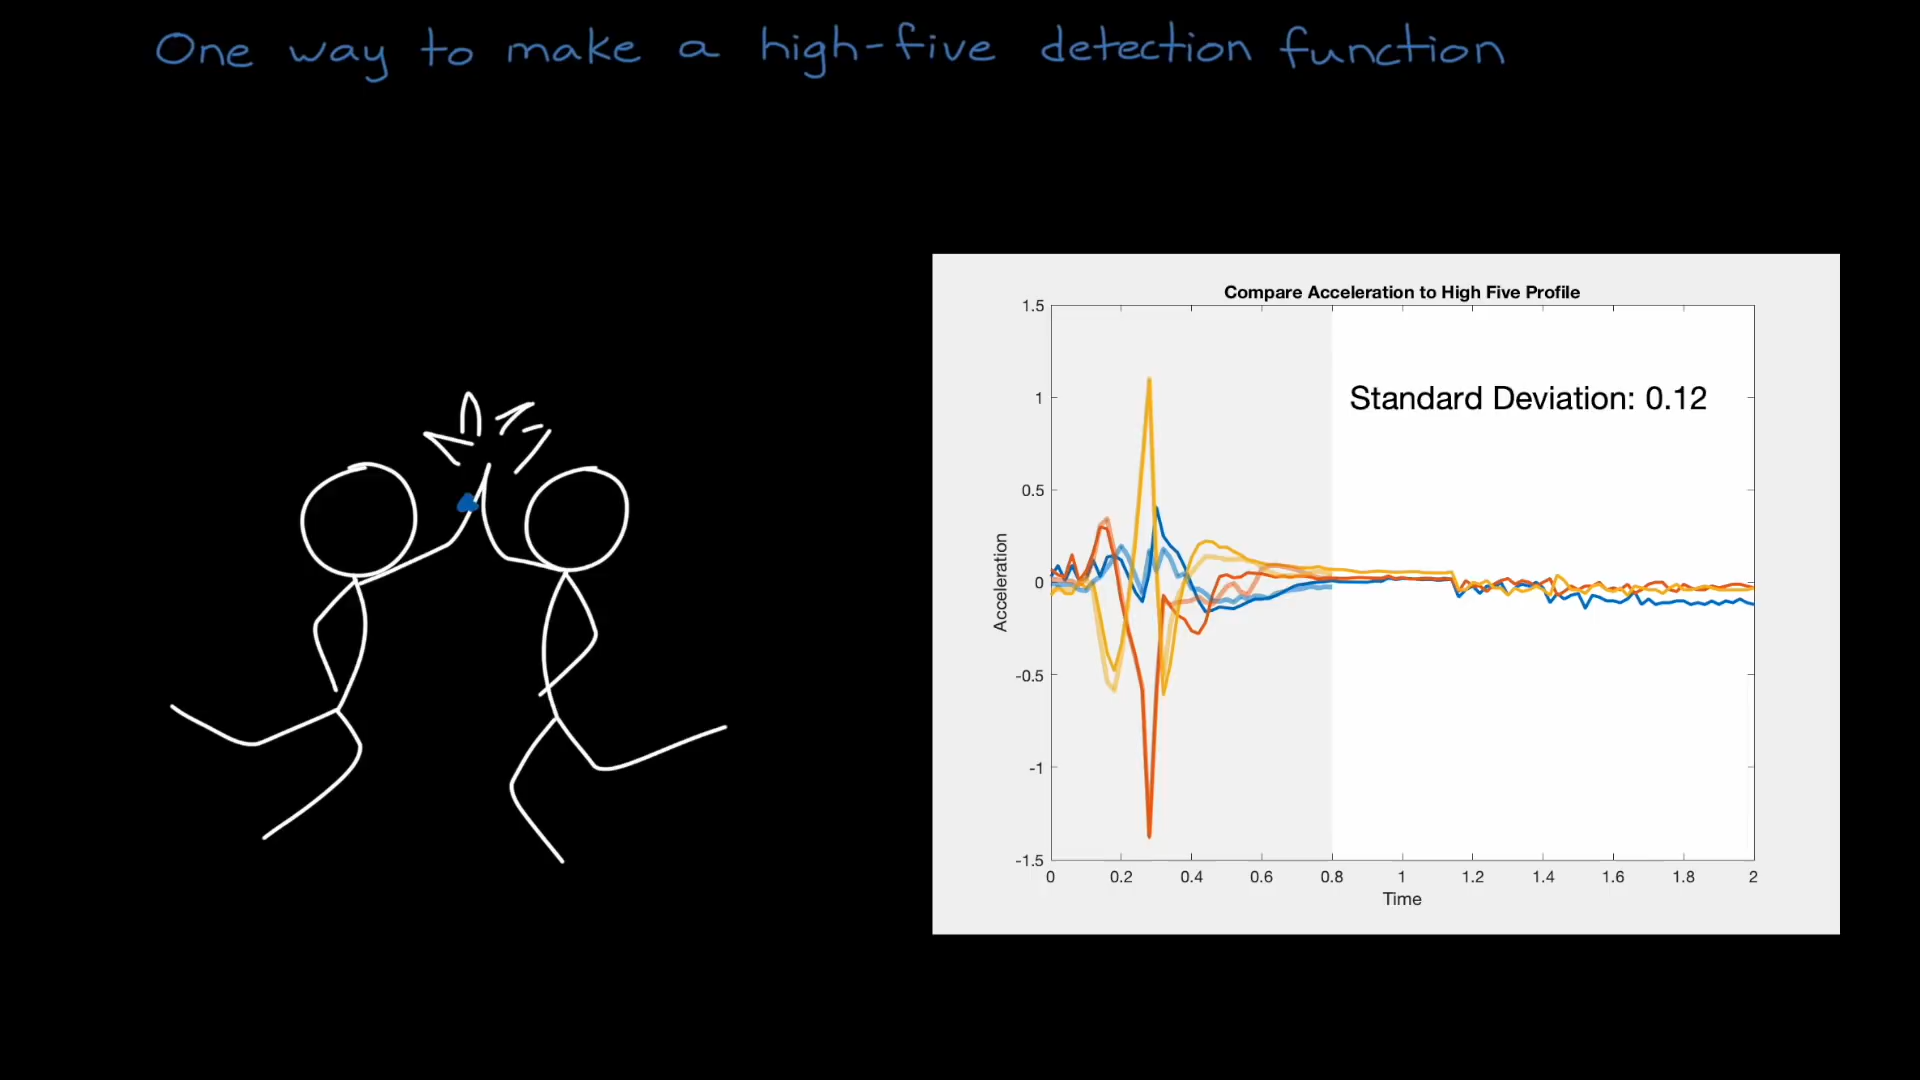 One way to make a high-five detection function
Compare Acceleration to High Five Profile
Standard Deviation: 0.12
Acceleration
1.5
1
0.5
0
-0.5
-1
-1.5
0 0.2 0.4 0.6 0.8 1 1.2 1.4 1.6 1.8 2
Time